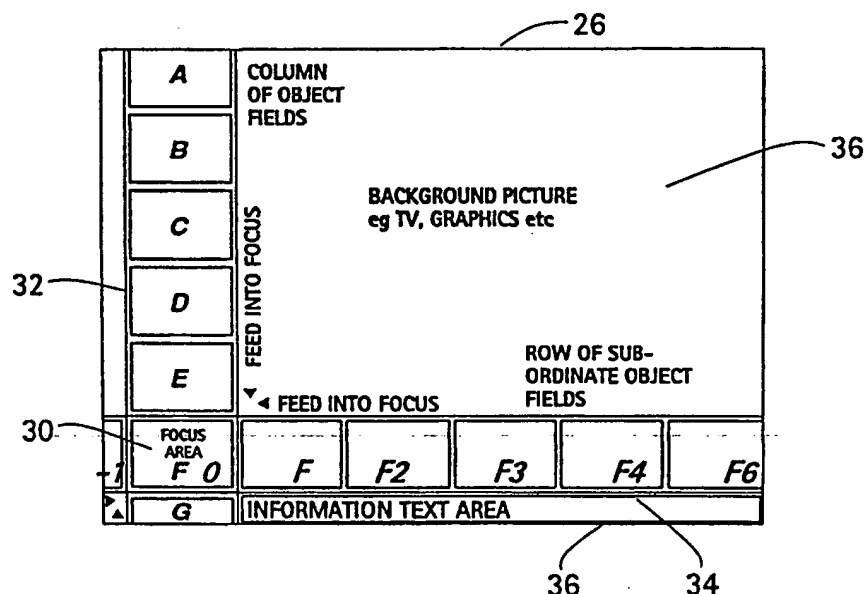 26
A
COLUMN
OF OBJECT
FIELDS
B
36
BACKGROUND PICTURE
eg TV, GRAPHICS etc
C
FEED INTO FOCUS
32
D
E
ROW OF SUB-
ORDINATE OBJECT
FIELDS
FEED INTO FOCUS
30
FOCUS
AREA
-1 F 0 F F2 F3 F4 F6
G INFORMATION TEXT AREA
36 34